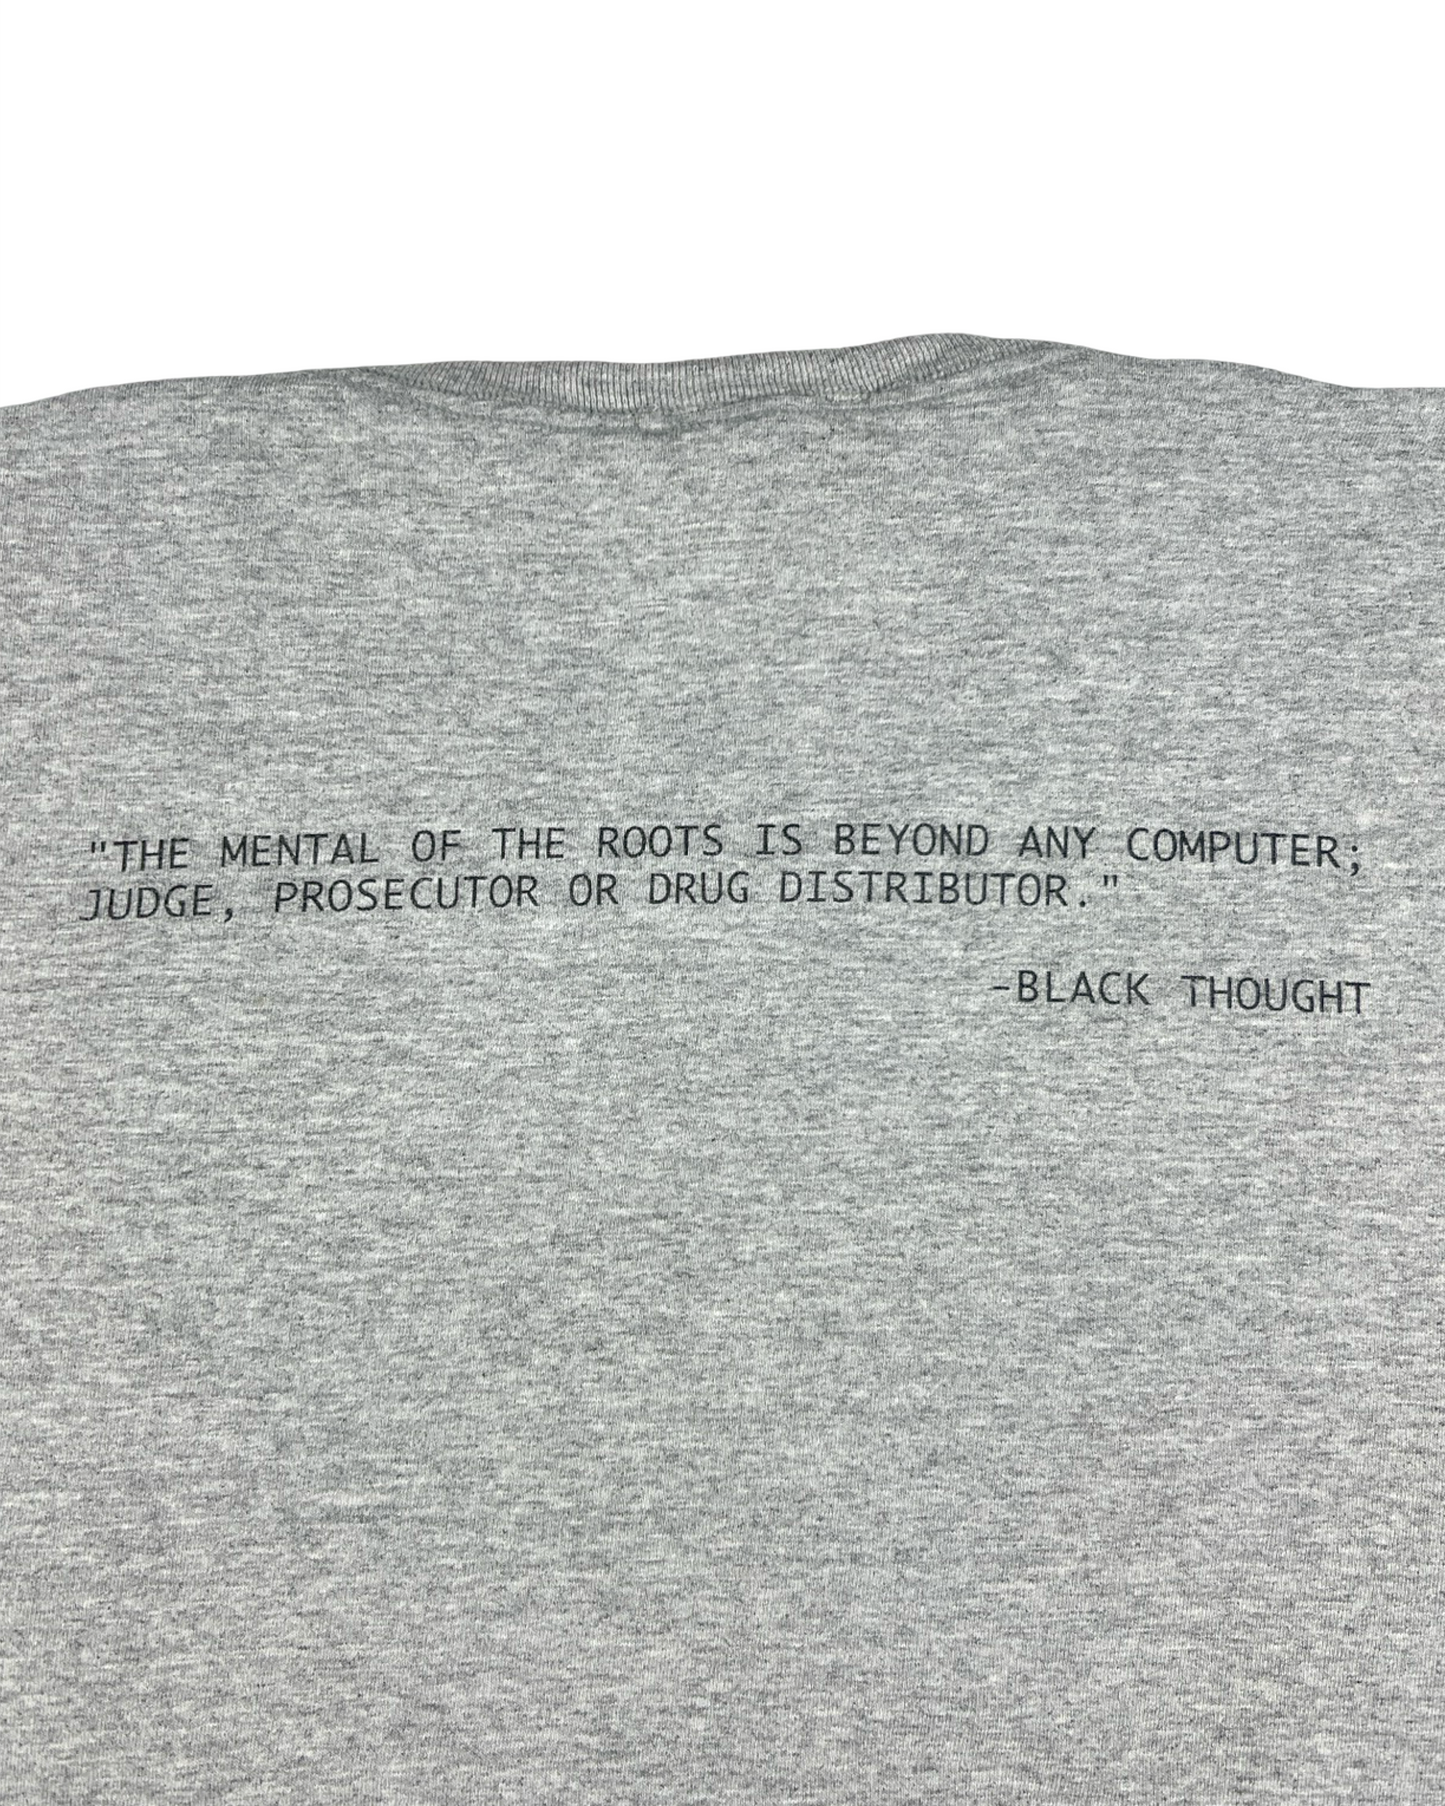 "THE MENTAL OF THE ROOTS IS BEYOND ANY COMPUTER;
JUDGE, PROSECUTOR OR DRUG DISTRIBUTOR."
-BLACK THOUGHT